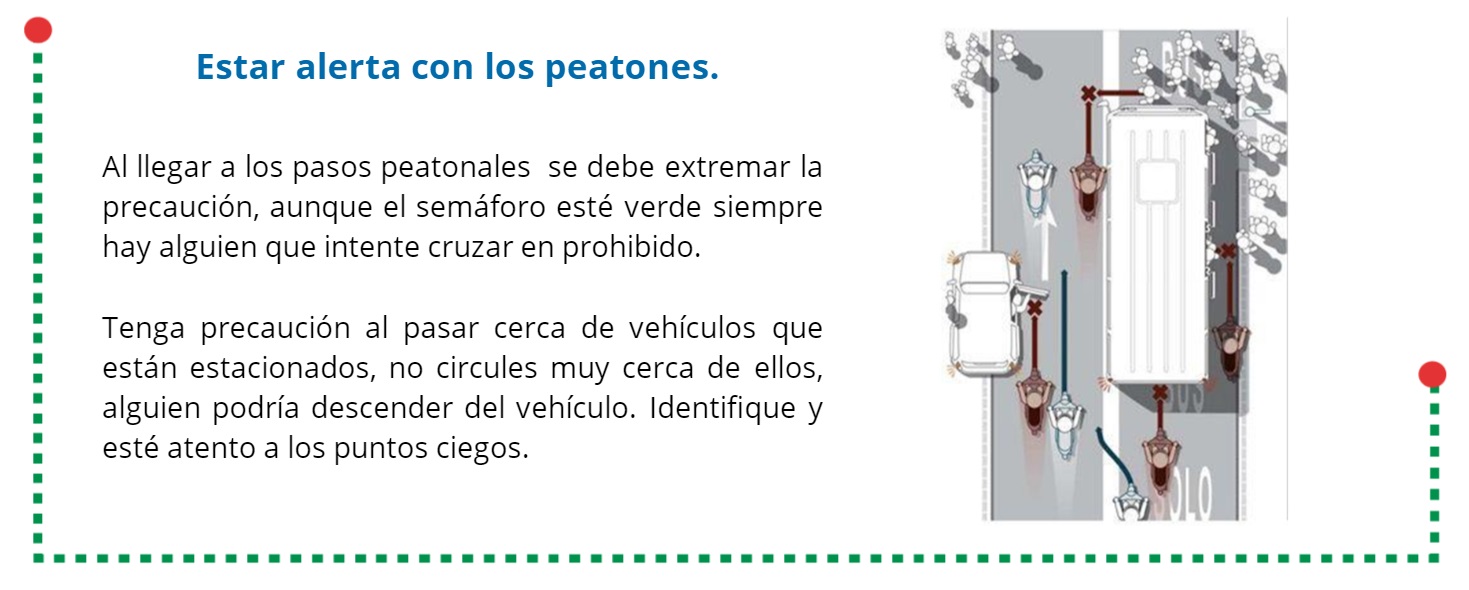 Estar alerta con los peatones.
Al llegar a los pasos peatonales se debe extremar la
precaución, aunque el semáforo esté verde siempre
hay alguien que intente cruzar en prohibido.
Tenga precaución al pasar cerca de vehículos que
están estacionados, no circules muy cerca de ellos,
alguien podría descender del vehículo. Identifique y
esté atento a los puntos ciegos.
BUS
BUS
SOLO